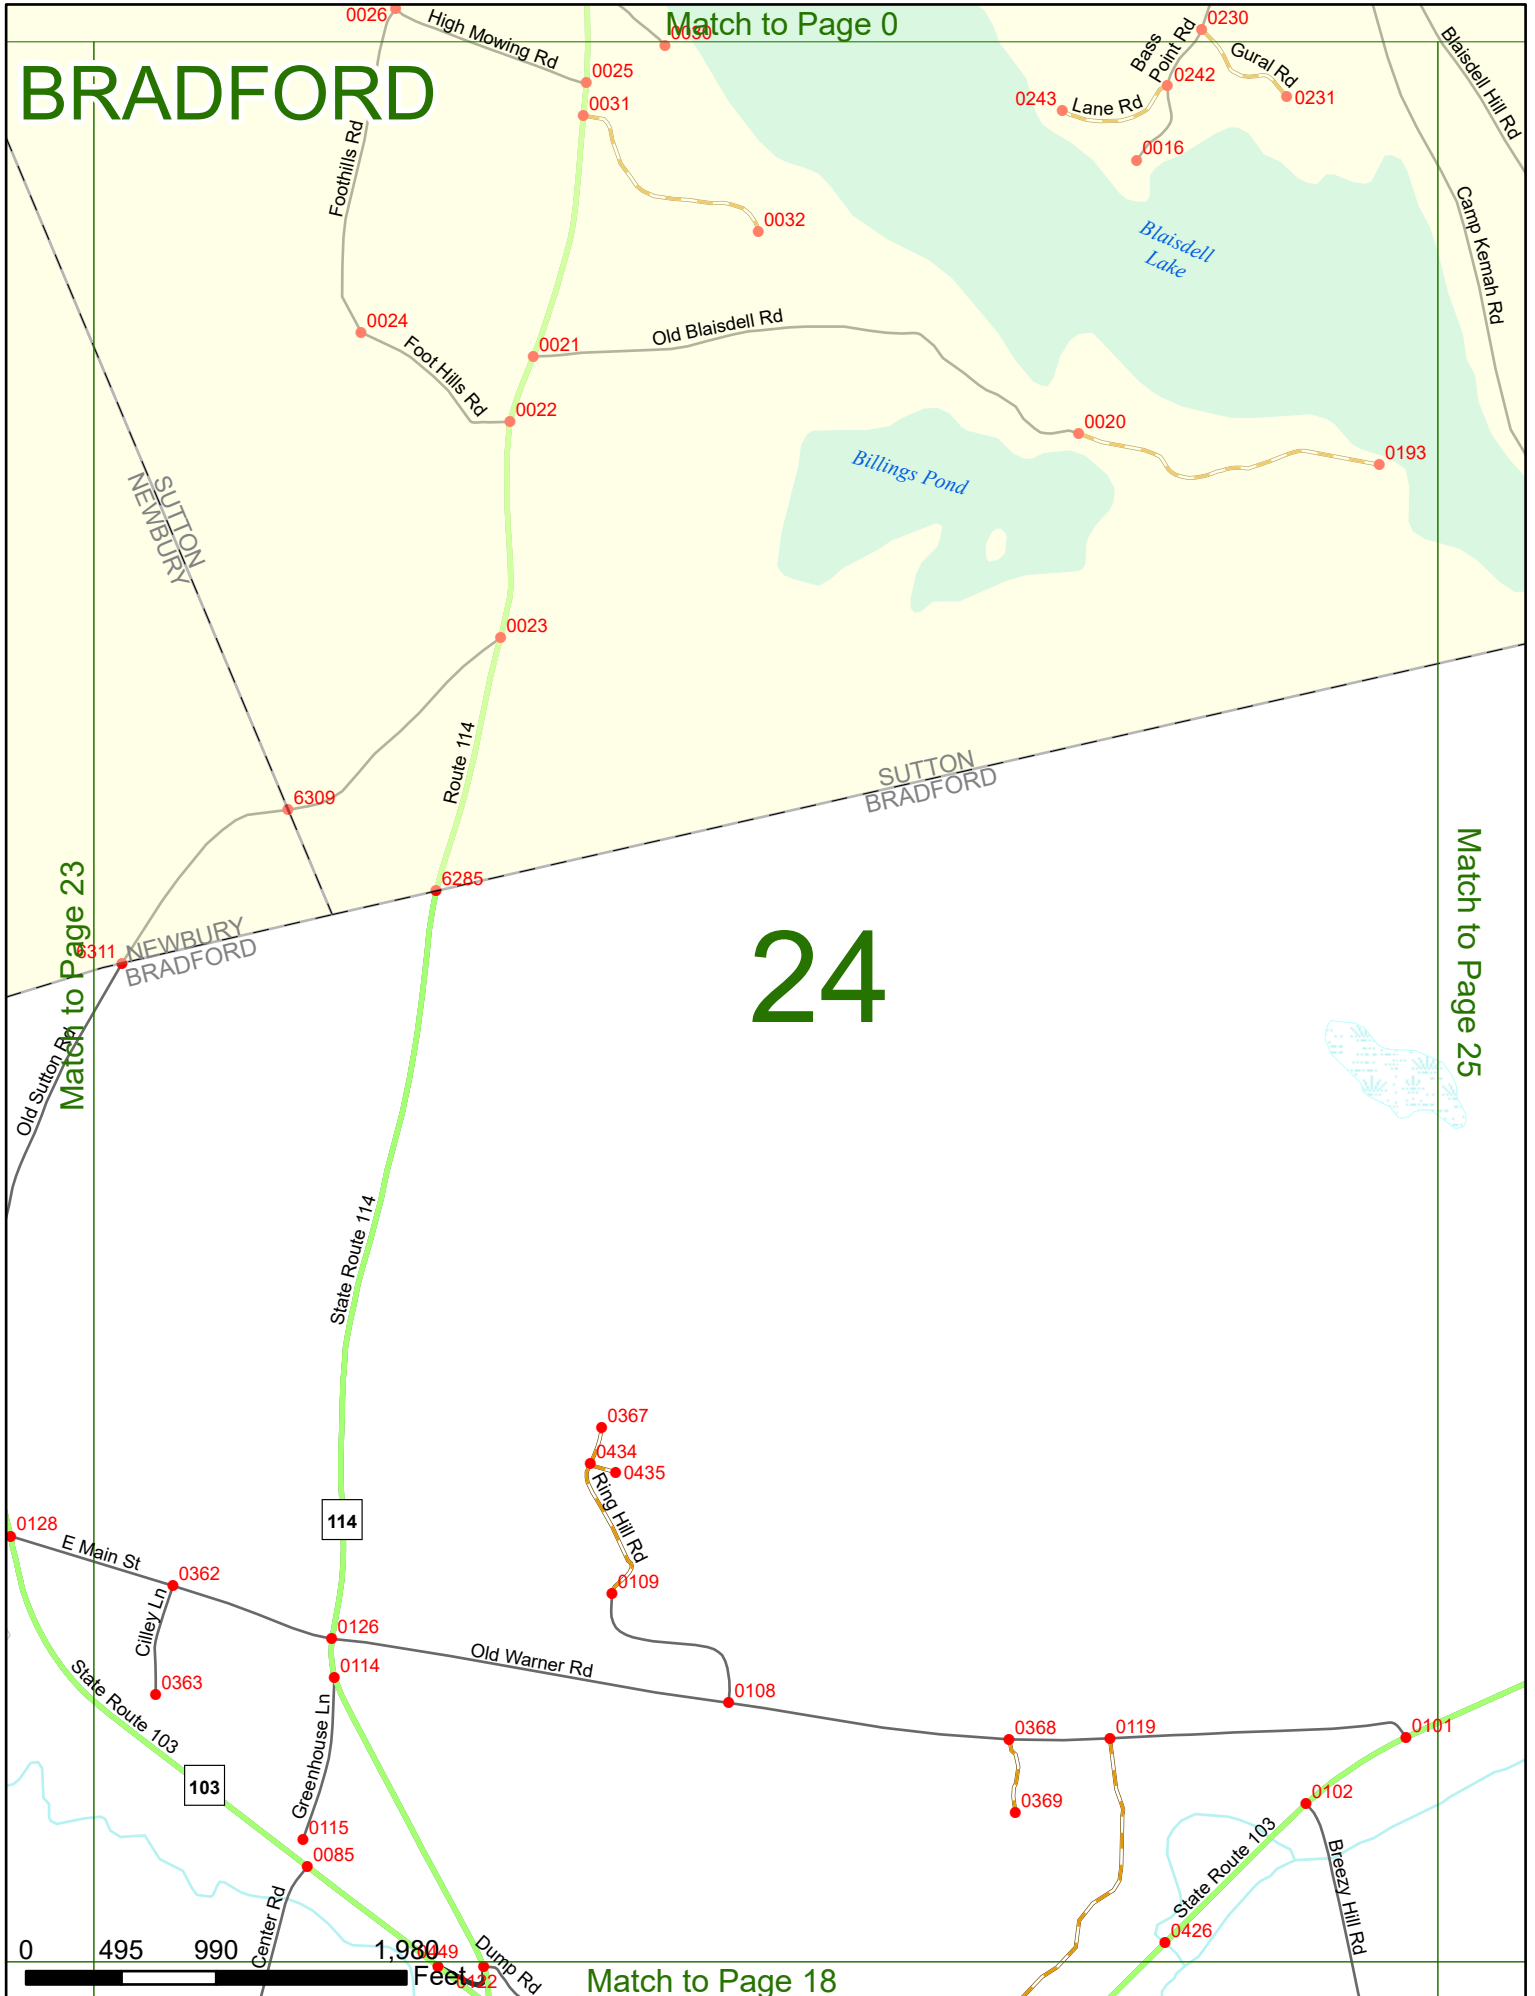 Match to Page 0
BRADFORD
0026
High Mowing Rd
0030
0025
0031
0230
Bass
Point Rd
Gural Rd
0242
0231
0243
Lane Rd
0016
Blaisdell Hill Rd
Camp Kemah Rd
Foothills Rd
0032
Blaisdell
Lake
0024
Foot Hills Rd
0021
Old Blaisdell Rd
0022
0020
0193
Billings Pond
SUTTON
NEWBURY
0023
Route 114
6309
SUTTON
BRADFORD
6285
Match to Page 23
Match to Page 25
6311
NEWBURY
BRADFORD
24
Old Sutton Rd
State Route 114
0367
0434
0435
Ring Hill Rd
114
0128
E Main St
0362
0109
Cilley Ln
0126
Old Warner Rd
0114
0363
0108
State Route 103
0368
0119
0101
103
Greenhouse Ln
0369
0102
0115
0085
State Route 103
Breezy Hill Rd
Center Rd
0426
0 495 990 1,980
Feet
0449
0122
Dump Rd
Match to Page 18